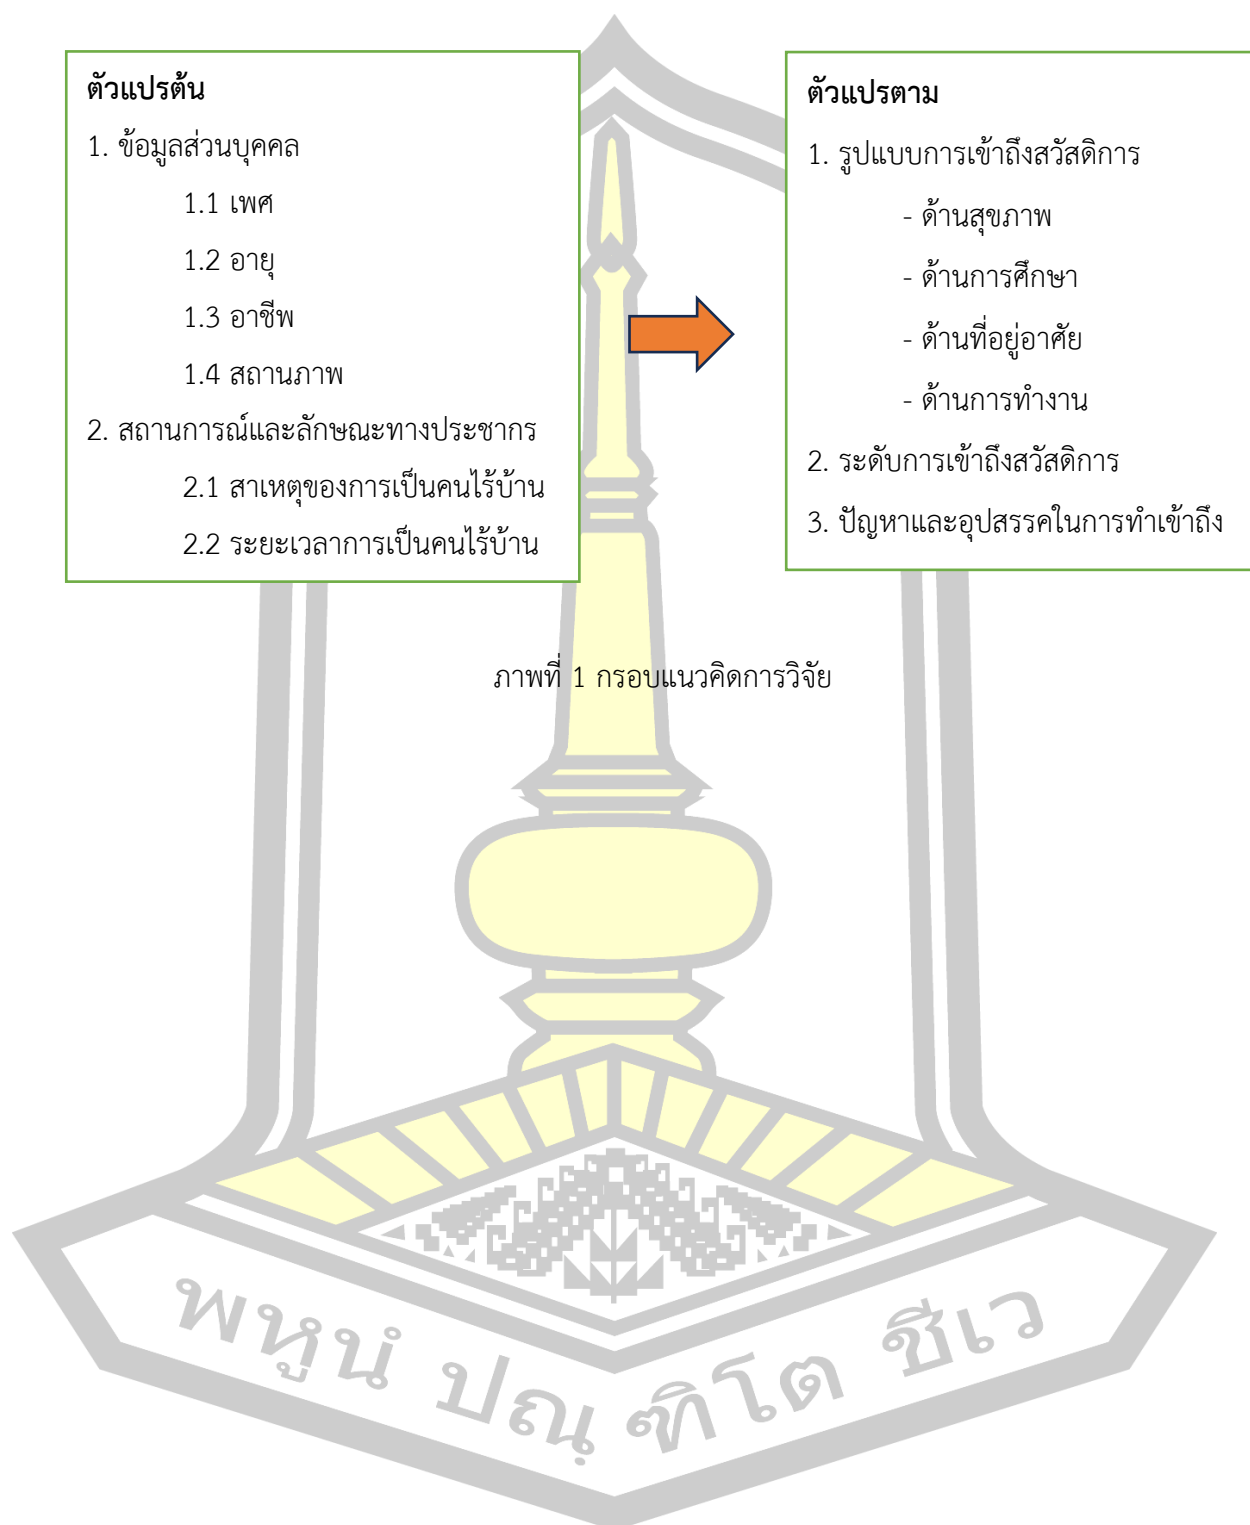 ตัวแปรต้น
1. ข้อมูลส่วนบุคคล
1.1 เพศ
1.2 อายุ
1.3 อาชีพ
1.4 สถานภาพ
2. สถานการณ์และลักษณะทางประชากร
2.1 สาเหตุของการเป็นคนไร้บ้าน
2.2 ระยะเวลาการเป็นคนไร้บ้าน
ตัวแปรตาม
1. รูปแบบการเข้าถึงสวัสดิการ
- ด้านสุขภาพ
- ด้านการศึกษา
- ด้านที่อยู่อาศัย
- ด้านการทำงาน
2. ระดับการเข้าถึงสวัสดิการ
3. ปัญหาและอุปสรรคในการทำเข้าถึง
ภาพที่ 1 กรอบแนวคิดการวิจัย
พหูนํ ปณฺ ฑิโต ชีเว